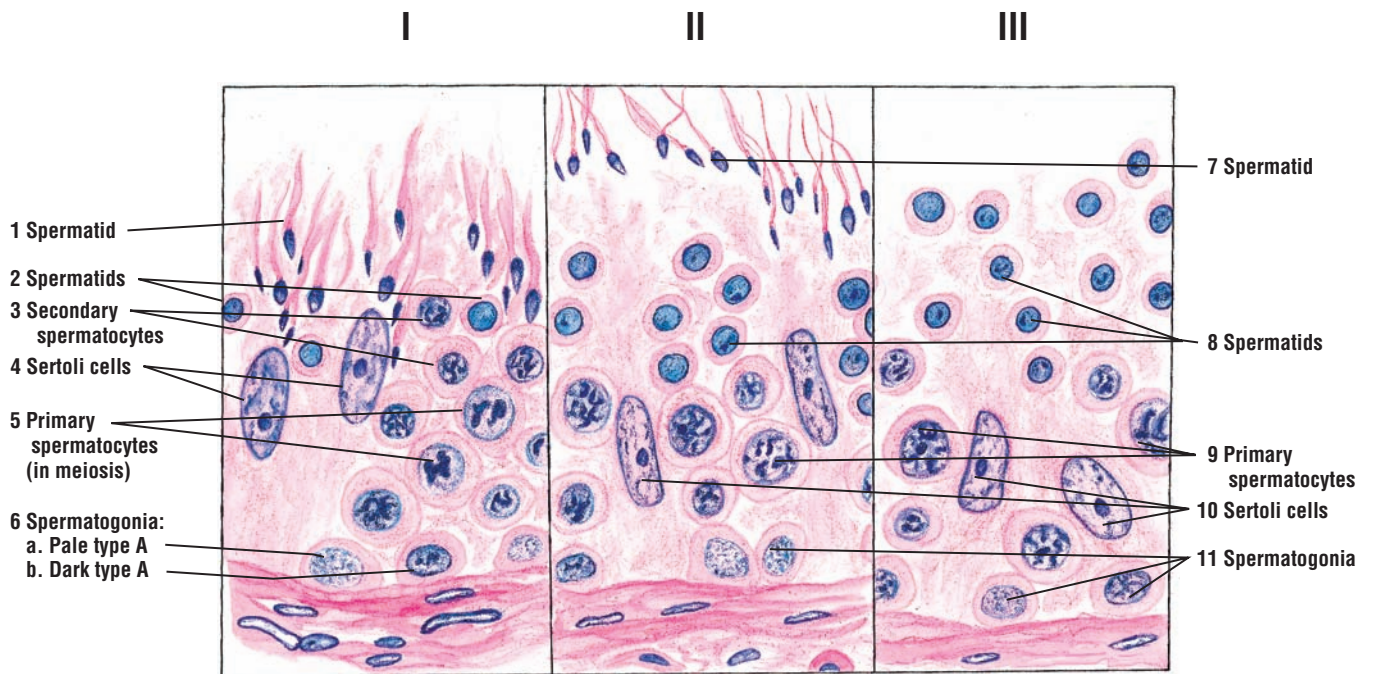 I
II
III
1 Spermatid
2 Spermatids
3 Secondary
spermatocytes
4 Sertoli cells
5 Primary
spermatocytes
(in meiosis)
6 Spermatogonia:
a. Pale type A
b. Dark type A
7 Spermatid
8 Spermatids
9 Primary
spermatocytes
10 Sertoli cells
11 Spermatogonia